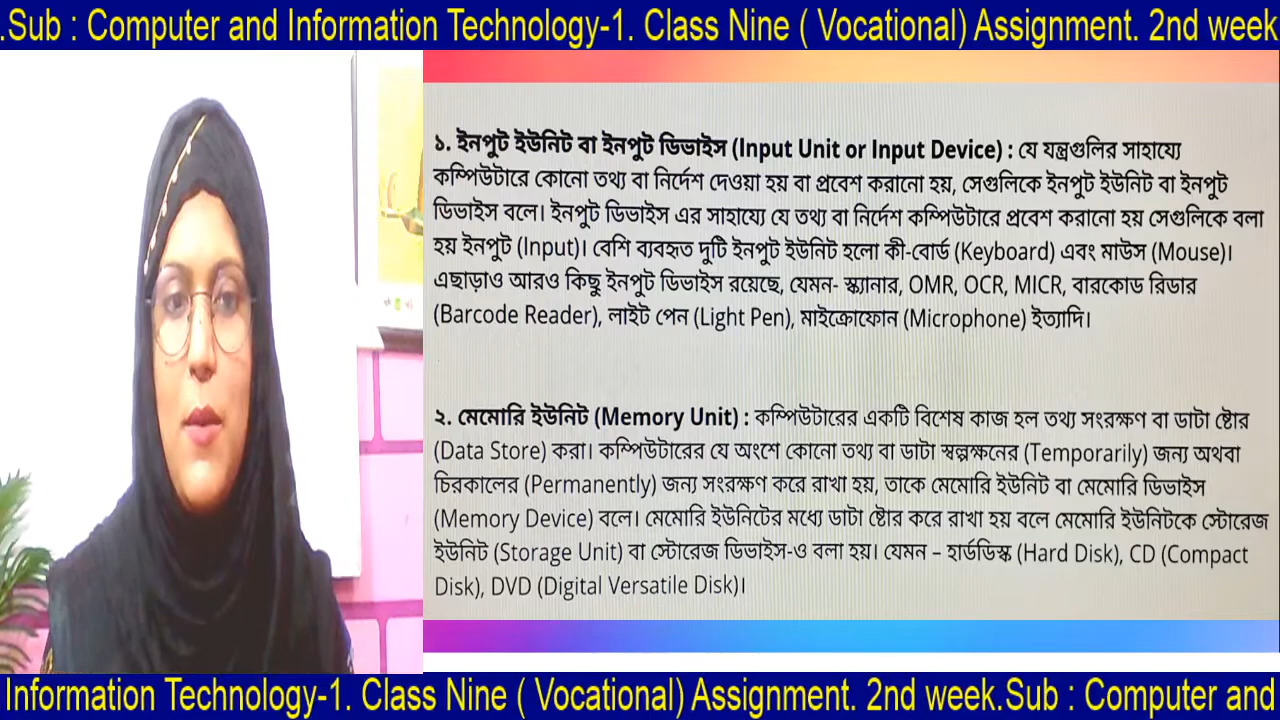 .Sub : Computer and Information Technology-1. Class Nine ( Vocational) Assignment. 2nd week
১. ইনপুট ইউনিট বা ইনপুট ডিভাইস (Input Unit or Input Device) : যে যন্ত্রগুলির সাহায্যে
কম্পিউটারে কোনো তথ্য বা নির্দেশ দেওয়া হয় বা প্রবেশ করানো হয়, সেগুলিকে ইনপুট ইউনিট বা ইনপুট
ডিভাইস বলে। ইনপুট ডিভাইস এর সাহায্যে যে তথ্য বা নির্দেশ কম্পিউটারে প্রবেশ করানো হয় সেগুলিকে বলা
হয় ইনপুট (Input)। বেশি ব্যবহৃত দুটি ইনপুট ইউনিট হলো কী-বোর্ড (Keyboard) এবং মাউস (Mouse)।
এছাড়াও আরও কিছু ইনপুট ডিভাইস রয়েছে, যেমন- স্ক্যানার, OMR, OCR, MICR, বারকোড রিডার
(Barcode Reader), লাইট পেন (Light Pen), মাইক্রোফোন (Microphone) ইত্যাদি।
২. মেমোরি ইউনিট (Memory Unit) : কম্পিউটারের একটি বিশেষ কাজ হল তথ্য সংরক্ষণ বা ডাটা ষ্টোর
(Data Store) করা। কম্পিউটারের যে অংশে কোনো তথ্য বা ডাটা স্বল্পক্ষনের (Temporarily) জন্য অথবা
চিরকালের (Permanently) জন্য সংরক্ষণ করে রাখা হয়, তাকে মেমোরি ইউনিট বা মেমোরি ডিভাইস
(Memory Device) বলে। মেমোরি ইউনিটের মধ্যে ডাটা ষ্টোর করে রাখা হয় বলে মেমোরি ইউনিটকে স্টোরেজ
ইউনিট (Storage Unit) বা স্টোরেজ ডিভাইস-ও বলা হয়। যেমন – হার্ডডিস্ক (Hard Disk), CD (Compact
Disk), DVD (Digital Versatile Disk)।
Information Technology-1. Class Nine ( Vocational) Assignment. 2nd week.Sub : Computer and